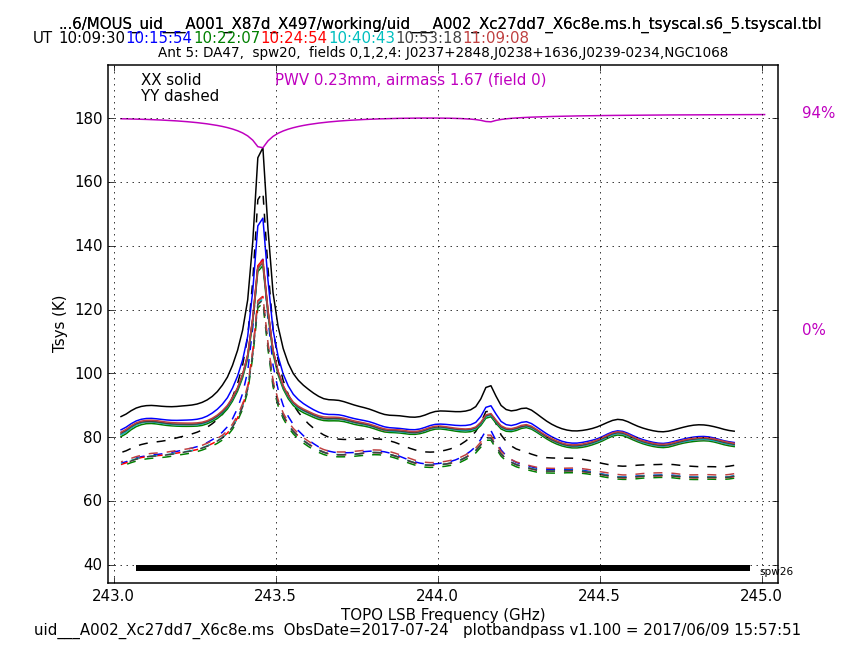 ...6/MOUS_uid___A001_X87d_X497/working/uid___A002_Xc27dd7_X6c8e.ms.h_tsyscal.s6_5.tsyscal.tbl
UT 10:09:30 10:15:54 10:22:07 10:24:54 10:40:43 10:53:18 11:09:08
Ant 5: DA47, spw20, fields 0,1,2,4: J0237+2848,J0238+1636,J0239-0234,NGC1068
XX solid
PWV 0.23mm, airmass 1.67 (field 0)
YY dashed
180
94%
160
140
120
0%
Tsys (K)
100
80
60
40
spw26
243.0 243.5 244.0 244.5 245.0
TOPO LSB Frequency (GHz)
uid___A002_Xc27dd7_X6c8e.ms ObsDate=2017-07-24 plotbandpass v1.100 = 2017/06/09 15:57:51